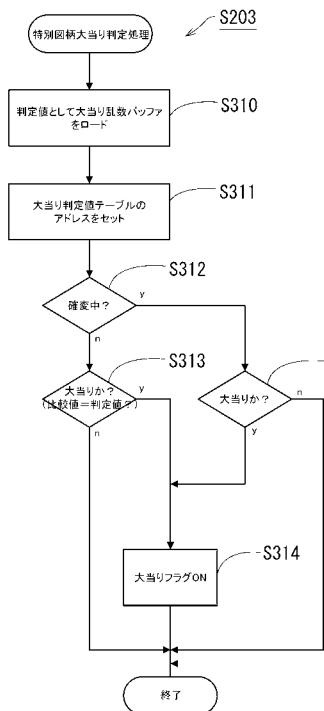 S203
特別図柄大当り判定処理
S310
判定値として大当り乱数バッファ
をロード
S311
大当り判定値テーブルの
アドレスをセット
S312
確変中？
y
n
S313
大当りか？
(比較値＝判定値？)
y
n
大当りか？
n
y
S314
大当りフラグON
終了